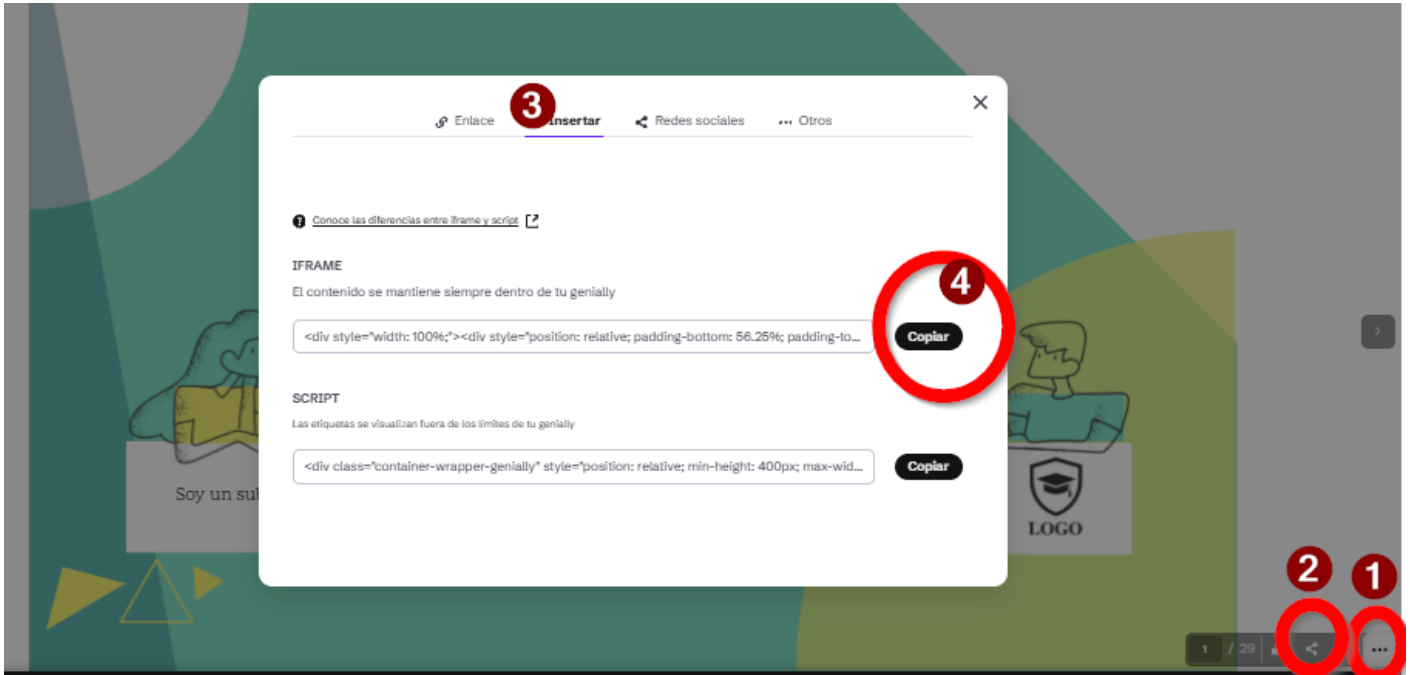 3
Enlace Insertar Redes sociales ... Otros
Conoce las diferencias entre iframe y script
IFRAME
El contenido se mantiene siempre dentro de tu genially
4
<div style="width: 100%;"><div style="position: relative; padding-bottom: 56.25%; padding-to... Copiar
SCRIPT
Las etiquetas se visualizan fuera de los límites de tu genially
<div class="container-wrapper-genially" style="position: relative; min-height: 400px; max-wid... Copiar
Soy un sub
LOGO
2 1
1 / 29